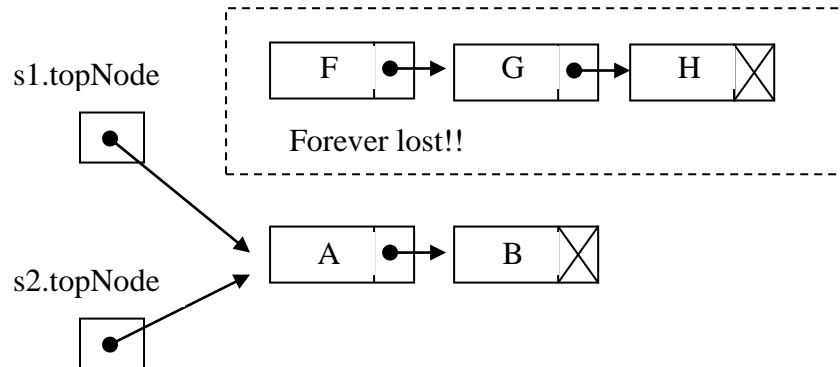 F G H
s1.topNode
Forever lost!!
A B
s2.topNode